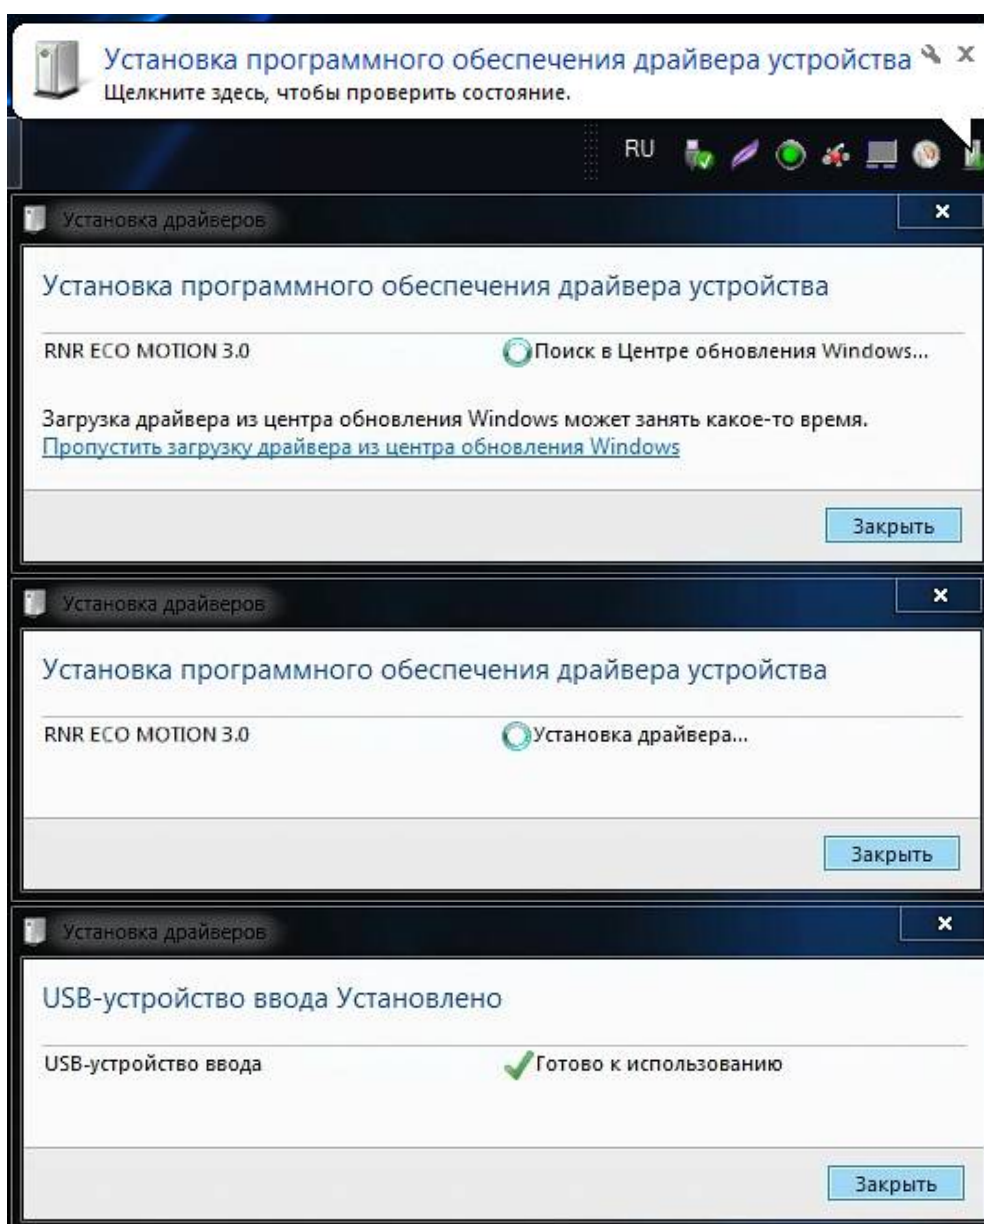 Установка программного обеспечения драйвера устройства
Щелкните здесь, чтобы проверить состояние.
RU
Установка драйверов
Установка программного обеспечения драйвера устройства
RNR ECO MOTION 3.0 Поиск в Центре обновления Windows...
Загрузка драйвера из центра обновления Windows может занять какое-то время.
Пропустить загрузку драйвера из центра обновления Windows
Закрыть
Установка драйверов
Установка программного обеспечения драйвера устройства
RNR ECO MOTION 3.0 Установка драйвера...
Закрыть
Установка драйверов
USB-устройство ввода Установлено
USB-устройство ввода Готово к использованию
Закрыть